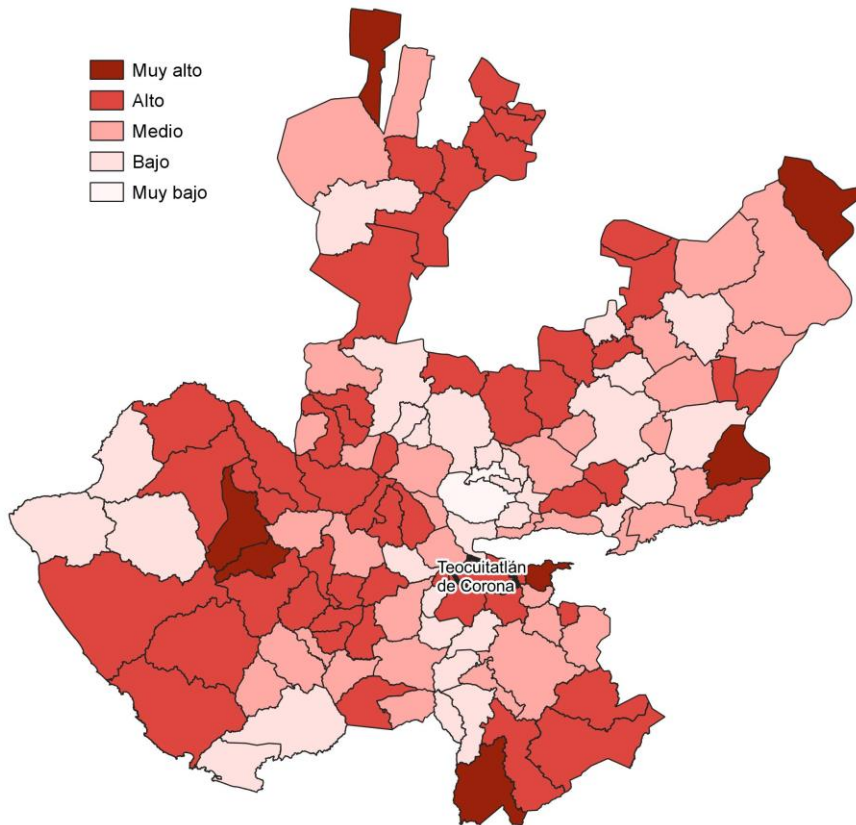 Muy alto
Alto
Medio
Bajo
Muy bajo
Teocuitatlán
de Corona